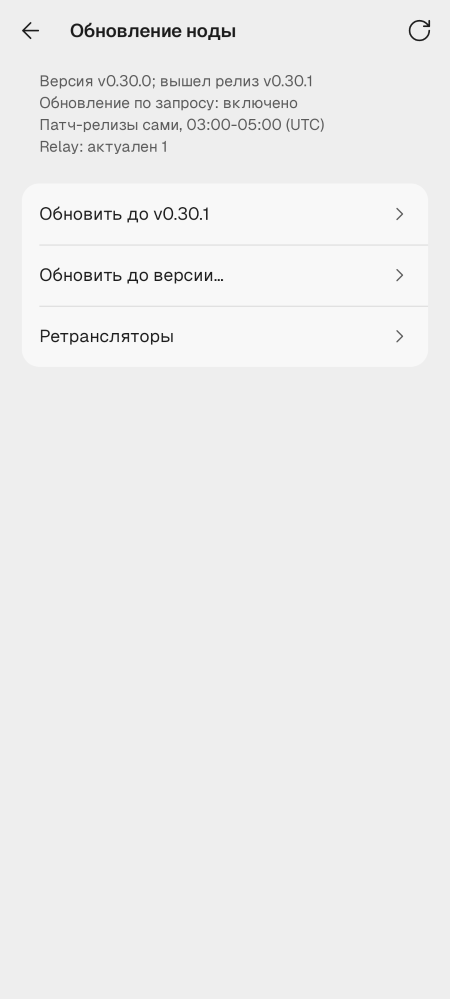 Обновление ноды
Версия v0.30.0; вышел релиз v0.30.1
Обновление по запросу: включено
Патч-релизы сами, 03:00-05:00 (UTC)
Relay: актуален 1
Обновить до v0.30.1
Обновить до версии…
Ретрансляторы